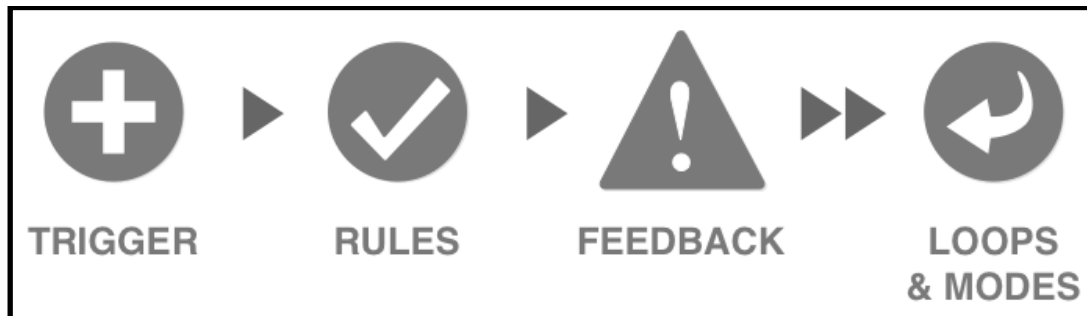 TRIGGER
RULES
FEEDBACK
LOOPS
& MODES